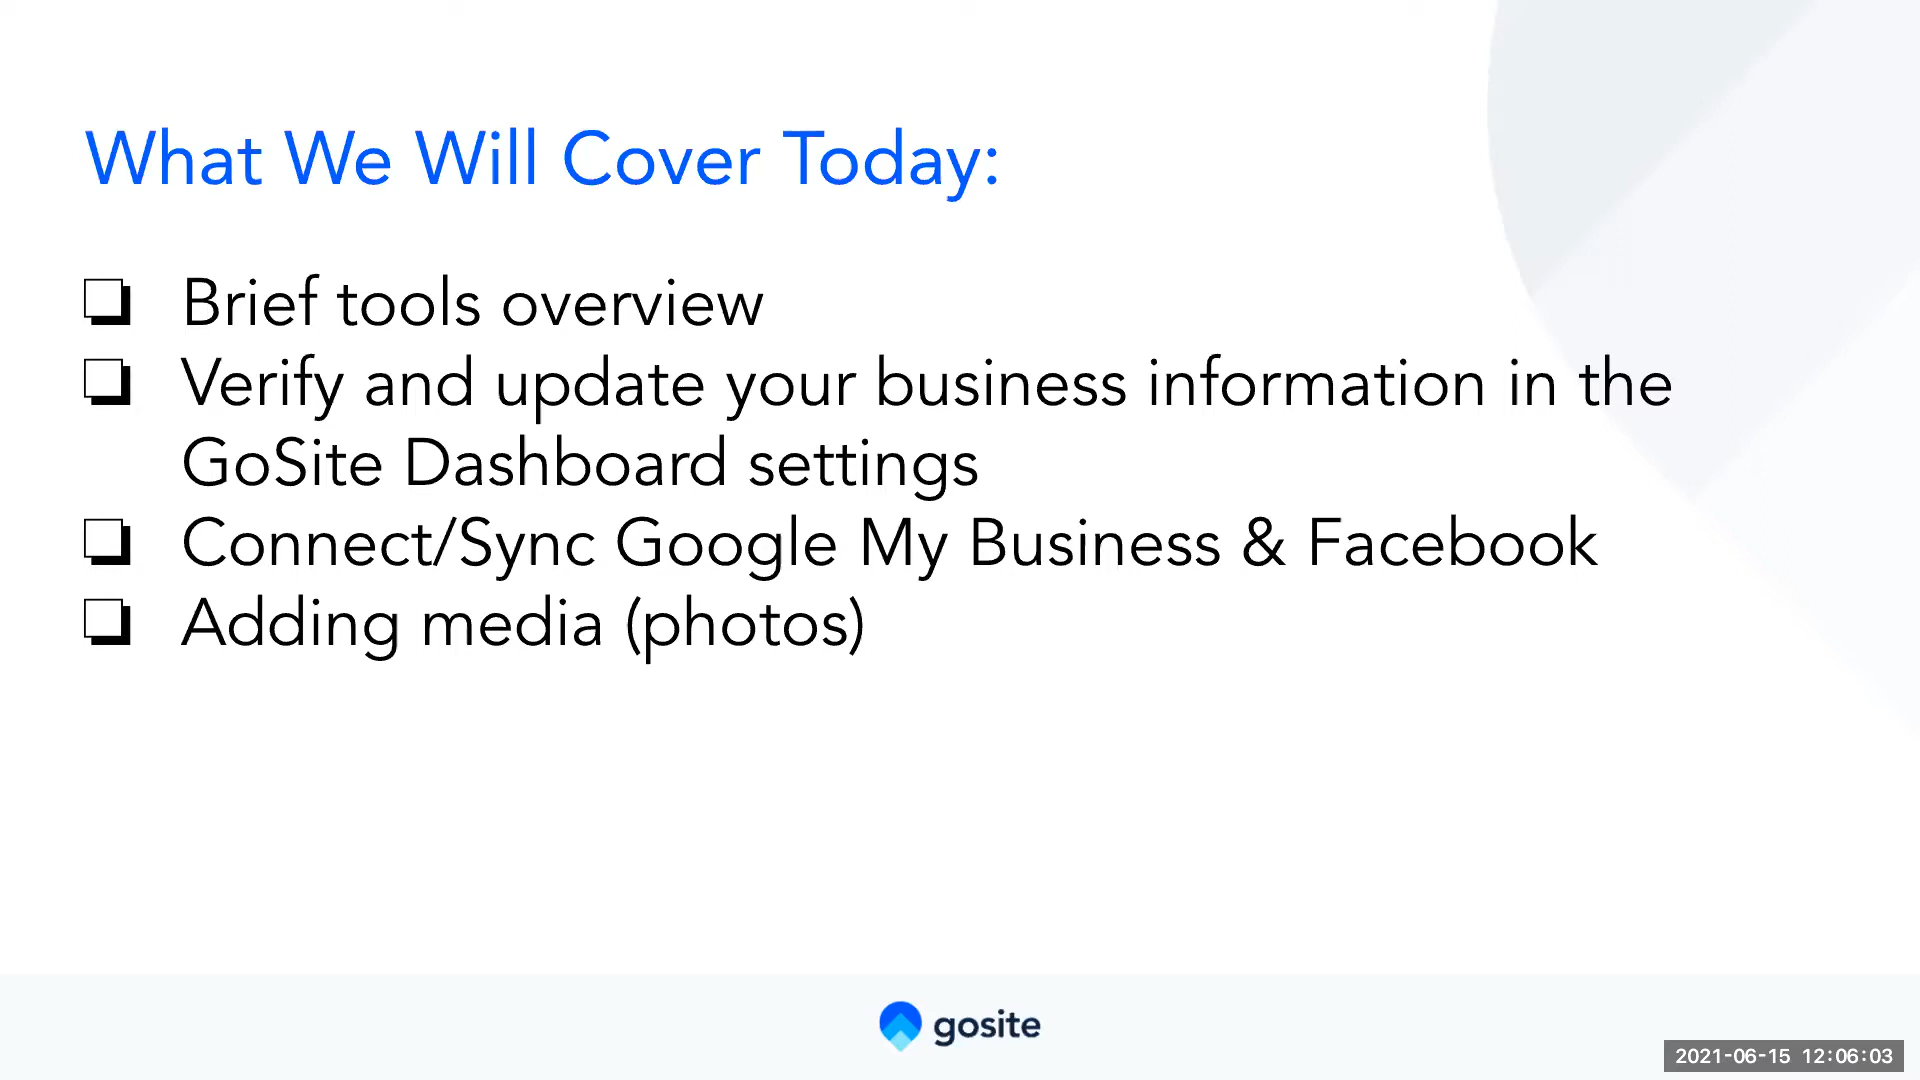 What We Will Cover Today:
❏ Brief tools overview
❏ Verify and update your business information in the
GoSite Dashboard settings
❏ Connect/Sync Google My Business & Facebook
❏ Adding media (photos)
gosite
2021-06-15 12:06:03